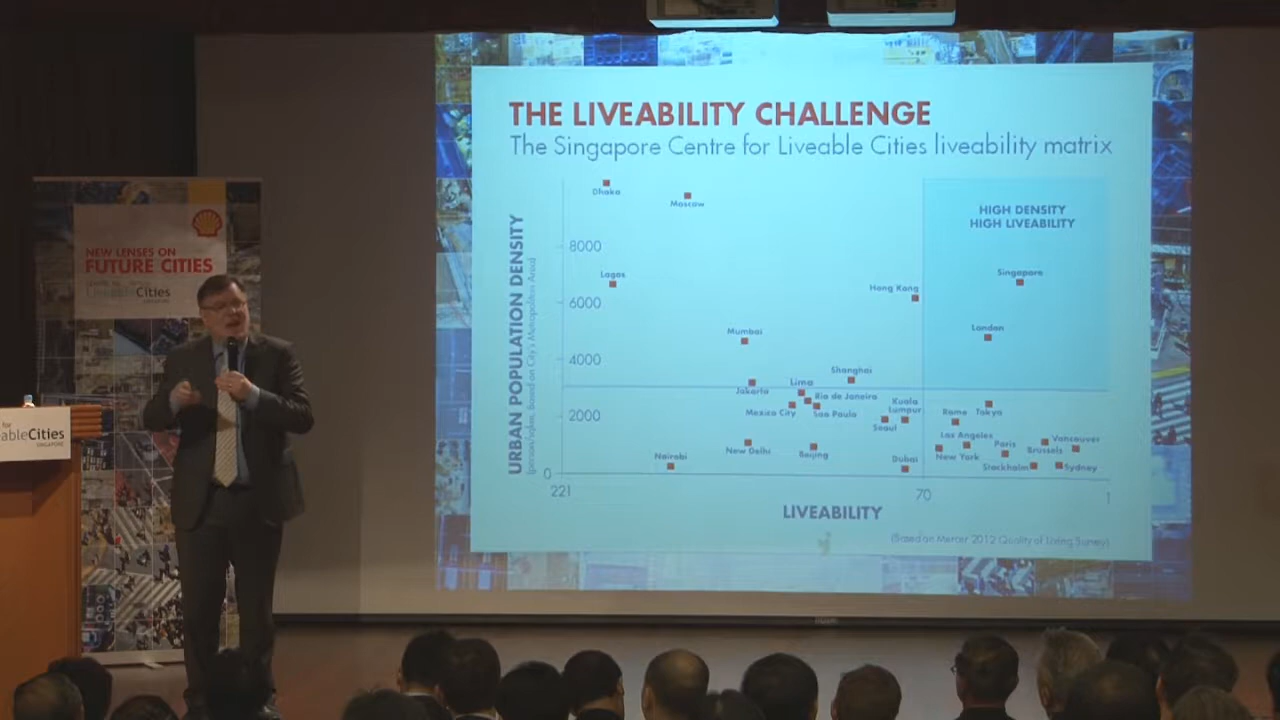 THE LIVEABILITY CHALLENGE
The Singapore Centre for Liveable Cities liveability matrix
URBAN POPULATION DENSITY
Dhaka
Moscow
HIGH DENSITY
HIGH LIVEABILITY
8000
Lagos
Singapore
6000
Hong Kong
Mumbai
London
4000
Shanghai
Jakarta
Lima
Rio de Janeiro
Mexico City
Sao Paulo
2000
Kuala
Lumpur
Seoul
Rome
Tokyo
Nairobi
New Delhi
Beijing
Dubai
Los Angeles
New York
Paris
Stockholm
Brussels
Vancouver
Sydney
0
221
70
1
LIVEABILITY
(Based on Mercer 2012 Quality of Living Survey)
NEW LENSES ON
FUTURE CITIES
LiveableCities
for
ableCities
SINGAPORE